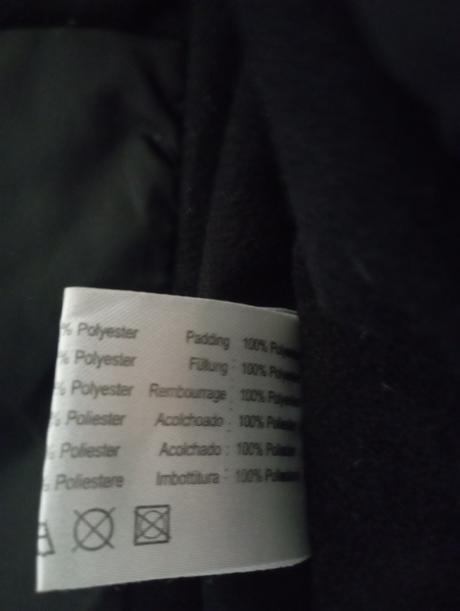 % Polyester Padding : 100% Polyester
% Polyester Füllung : 100% Polyester
% Polyester Rembourrage : 100% Polyester
% Poliester Acolchoado : 100% Poliester
% Poliester Acolchado : 100% Poliester
% Poliestere Imbottitura : 100% Poliestere